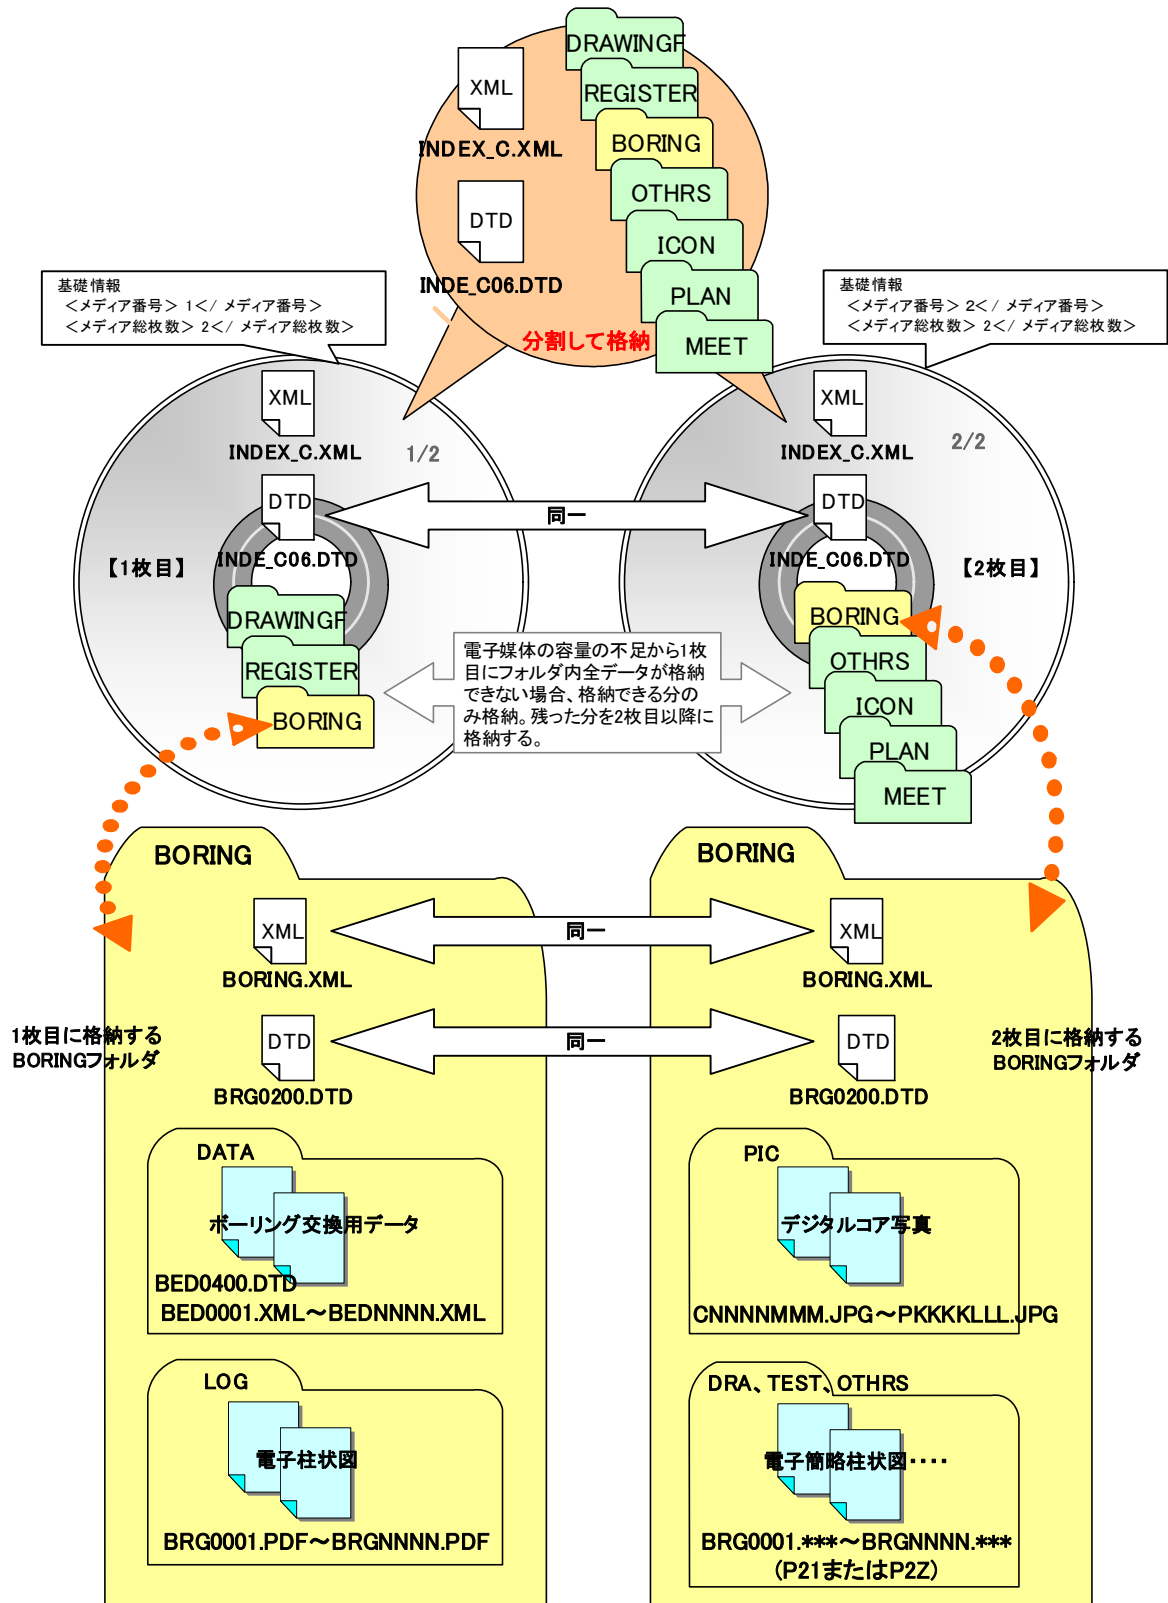 DRAWINGF
XML
REGISTER
INDEX_C.XML
BORING
OTHRS
DTD
ICON
INDE_C06.DTD
PLAN
分割して格納
MEET
基礎情報
<メディア番号> 1</ メディア番号>
<メディア総枚数> 2</ メディア総枚数>
基礎情報
<メディア番号> 2</ メディア番号>
<メディア総枚数> 2</ メディア総枚数>
XML
INDEX_C.XML
1/2
DTD
INDE_C06.DTD
【1枚目】
DRAWINGF
REGISTER
BORING
同一
XML
INDEX_C.XML
2/2
DTD
INDE_C06.DTD
【2枚目】
BORING
OTHRS
ICON
PLAN
MEET
電子媒体の容量の不足から1枚
目にフォルダ内全データが格納
できない場合、格納できる分の
み格納。残った分を2枚目以降に
格納する。
BORING
BORING
XML
BORING.XML
同一
XML
BORING.XML
1枚目に格納する
BORINGフォルダ
DTD
BRG0200.DTD
同一
DTD
BRG0200.DTD
2枚目に格納する
BORINGフォルダ
DATA
ボーリング交換用データ
BED0400.DTD
BED0001.XML～BEDNNNN.XML
PIC
デジタルコア写真
CNNNNMMM.JPG～PKKKKLLL.JPG
LOG
電子柱状図
BRG0001.PDF～BRGNNNN.PDF
DRA、TEST、OTHRS
電子簡略柱状図・・・・
BRG0001.***～BRGNNNN.***
(P21またはP2Z)